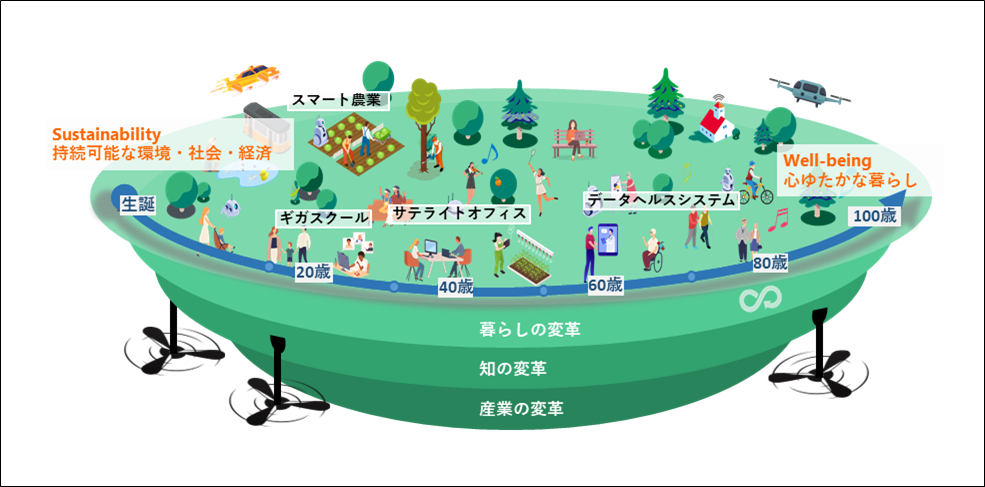 スマート農業
Sustainability
持続可能な環境・社会・経済
Well-being
心ゆたかな暮らし
生誕
ギガスクール
サテライトオフィス
データヘルスシステム
100歳
20歳
40歳
60歳
80歳
暮らしの変革
知の変革
産業の変革